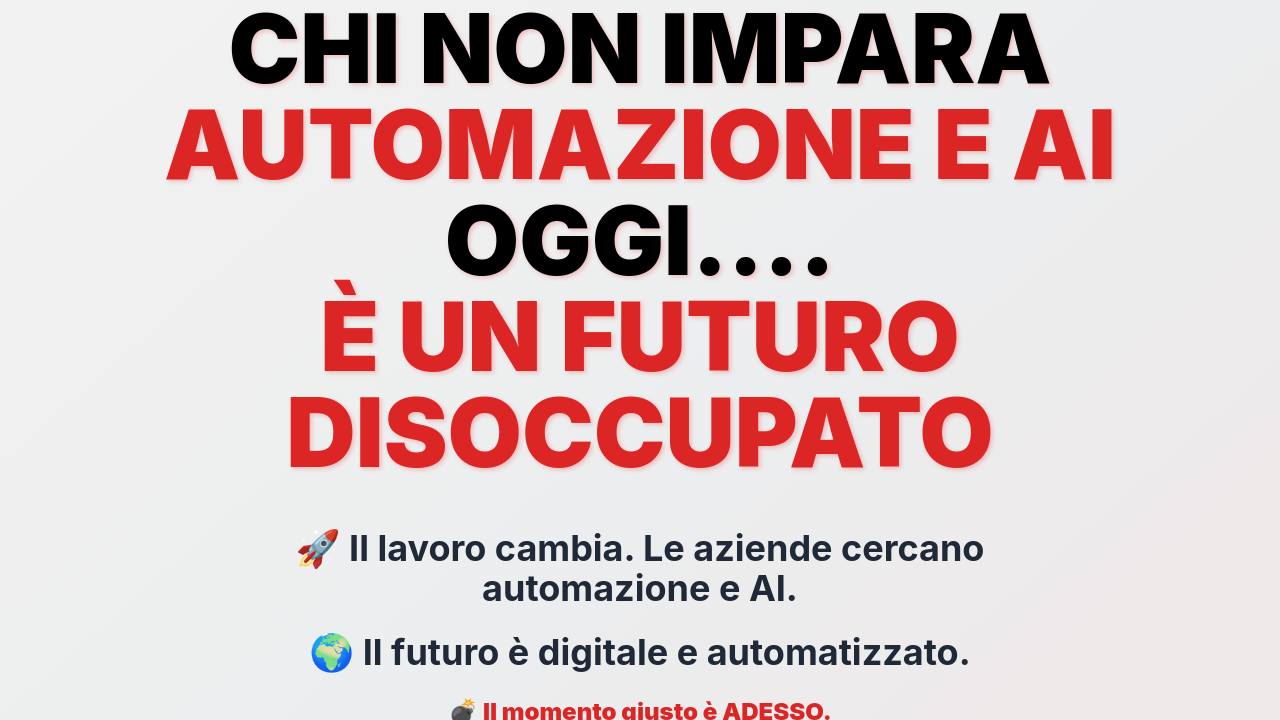 CHI NON IMPARA
AUTOMAZIONE E AI
OGGI....
È UN FUTURO
DISOCCUPATO
🚀 Il lavoro cambia. Le aziende cercano
automazione e AI.
🌍 Il futuro è digitale e automatizzato.
💣 Il momento giusto è ADESSO.